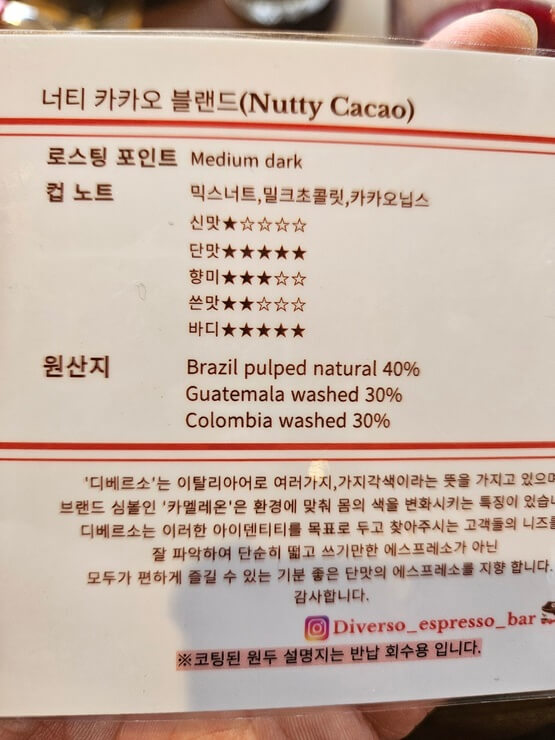 너티 카카오 블랜드(Nutty Cacao)
로스팅 포인트 Medium dark
컵 노트 믹스너트,밀크초콜릿,카카오닙스
신맛★☆☆☆☆
단맛★★★★★
향미★★★☆☆
쓴맛★★☆☆☆
바디★★★★★
원산지 Brazil pulped natural 40%
Guatemala washed 30%
Colombia washed 30%
'디베르소'는 이탈리아어로 여러가지,가지각색이라는 뜻을 가지고
브랜드 심볼인 '카멜레온'은 환경에 맞춰 몸의 색을 변화시키는 특징이
디베르소는 이러한 아이덴티티를 목표로 두고 찾아주시는 고객들의
잘 파악하여 단순히 떫고 쓰기만한 에스프레소가 아닌
모두가 편하게 즐길 수 있는 기분 좋은 단맛의 에스프레소를 지향 합니다.
감사합니다.
Diverso_espresso_bar
※코팅된 원두 설명지는 반납 회수용 입니다.